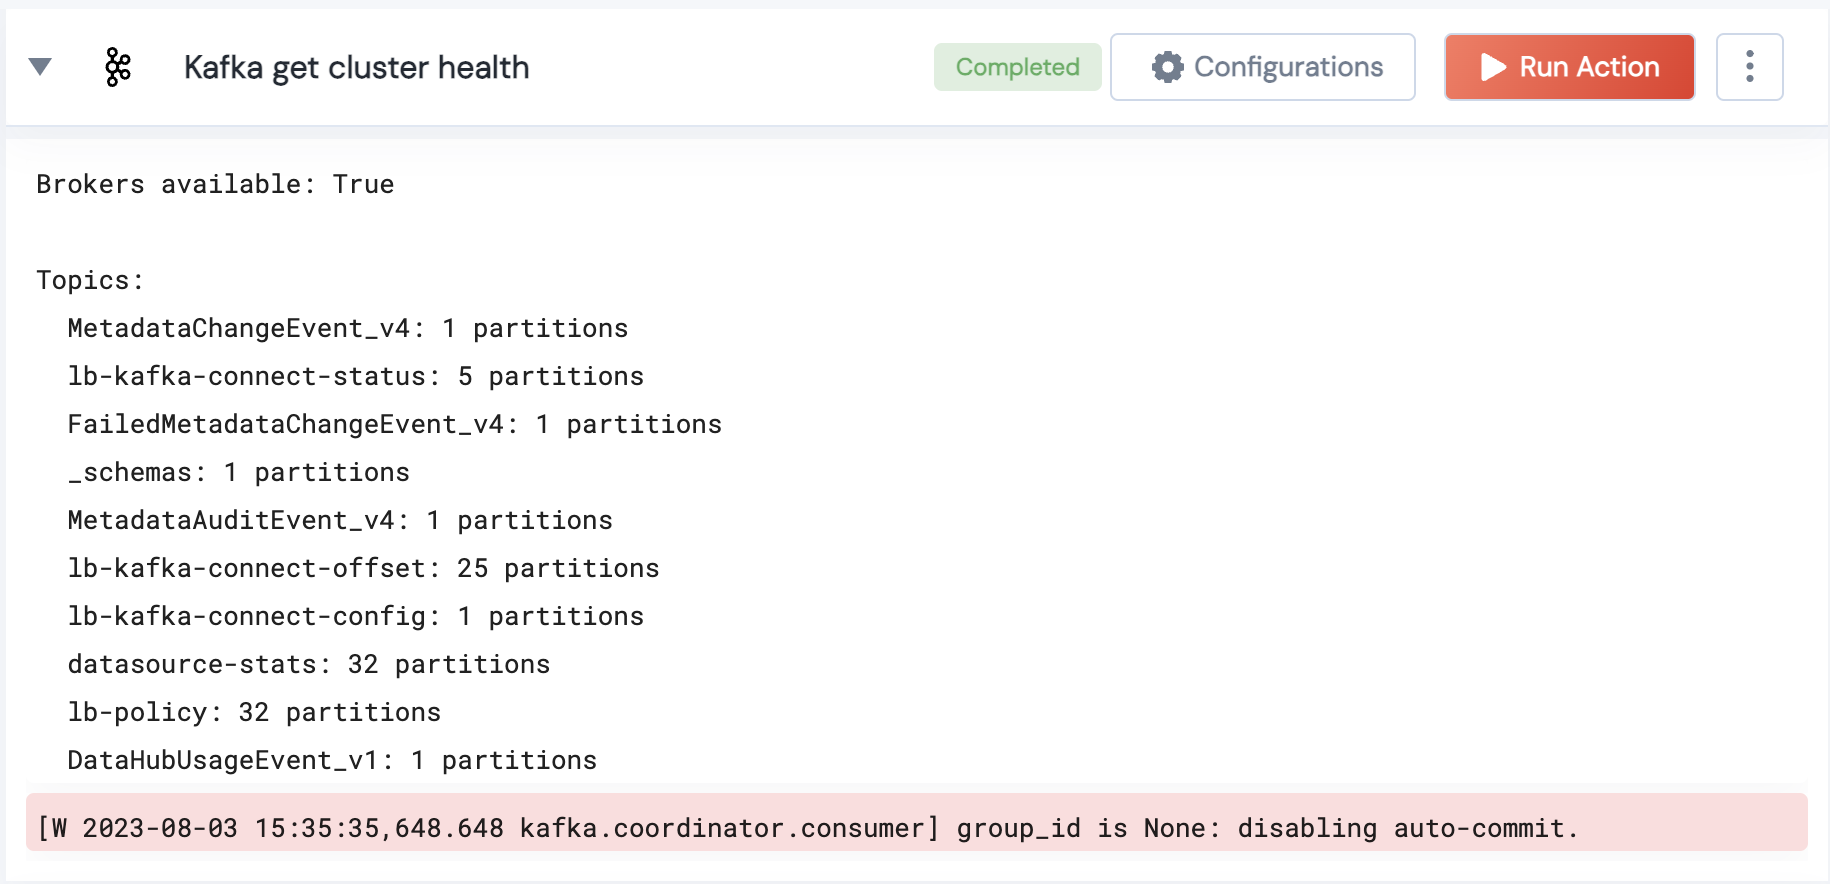 Kafka get cluster health
Completed
Configurations
Run Action
Brokers available: True
Topics:
MetadataChangeEvent_v4: 1 partitions
lb-kafka-connect-status: 5 partitions
FailedMetadataChangeEvent_v4: 1 partitions
_schemas: 1 partitions
MetadataAuditEvent_v4: 1 partitions
lb-kafka-connect-offset: 25 partitions
lb-kafka-connect-config: 1 partitions
datasource-stats: 32 partitions
lb-policy: 32 partitions
DataHubUsageEvent_v1: 1 partitions
[W 2023-08-03 15:35:35,648.648 kafka.coordinator.consumer] group_id is None: disabling auto-commit.